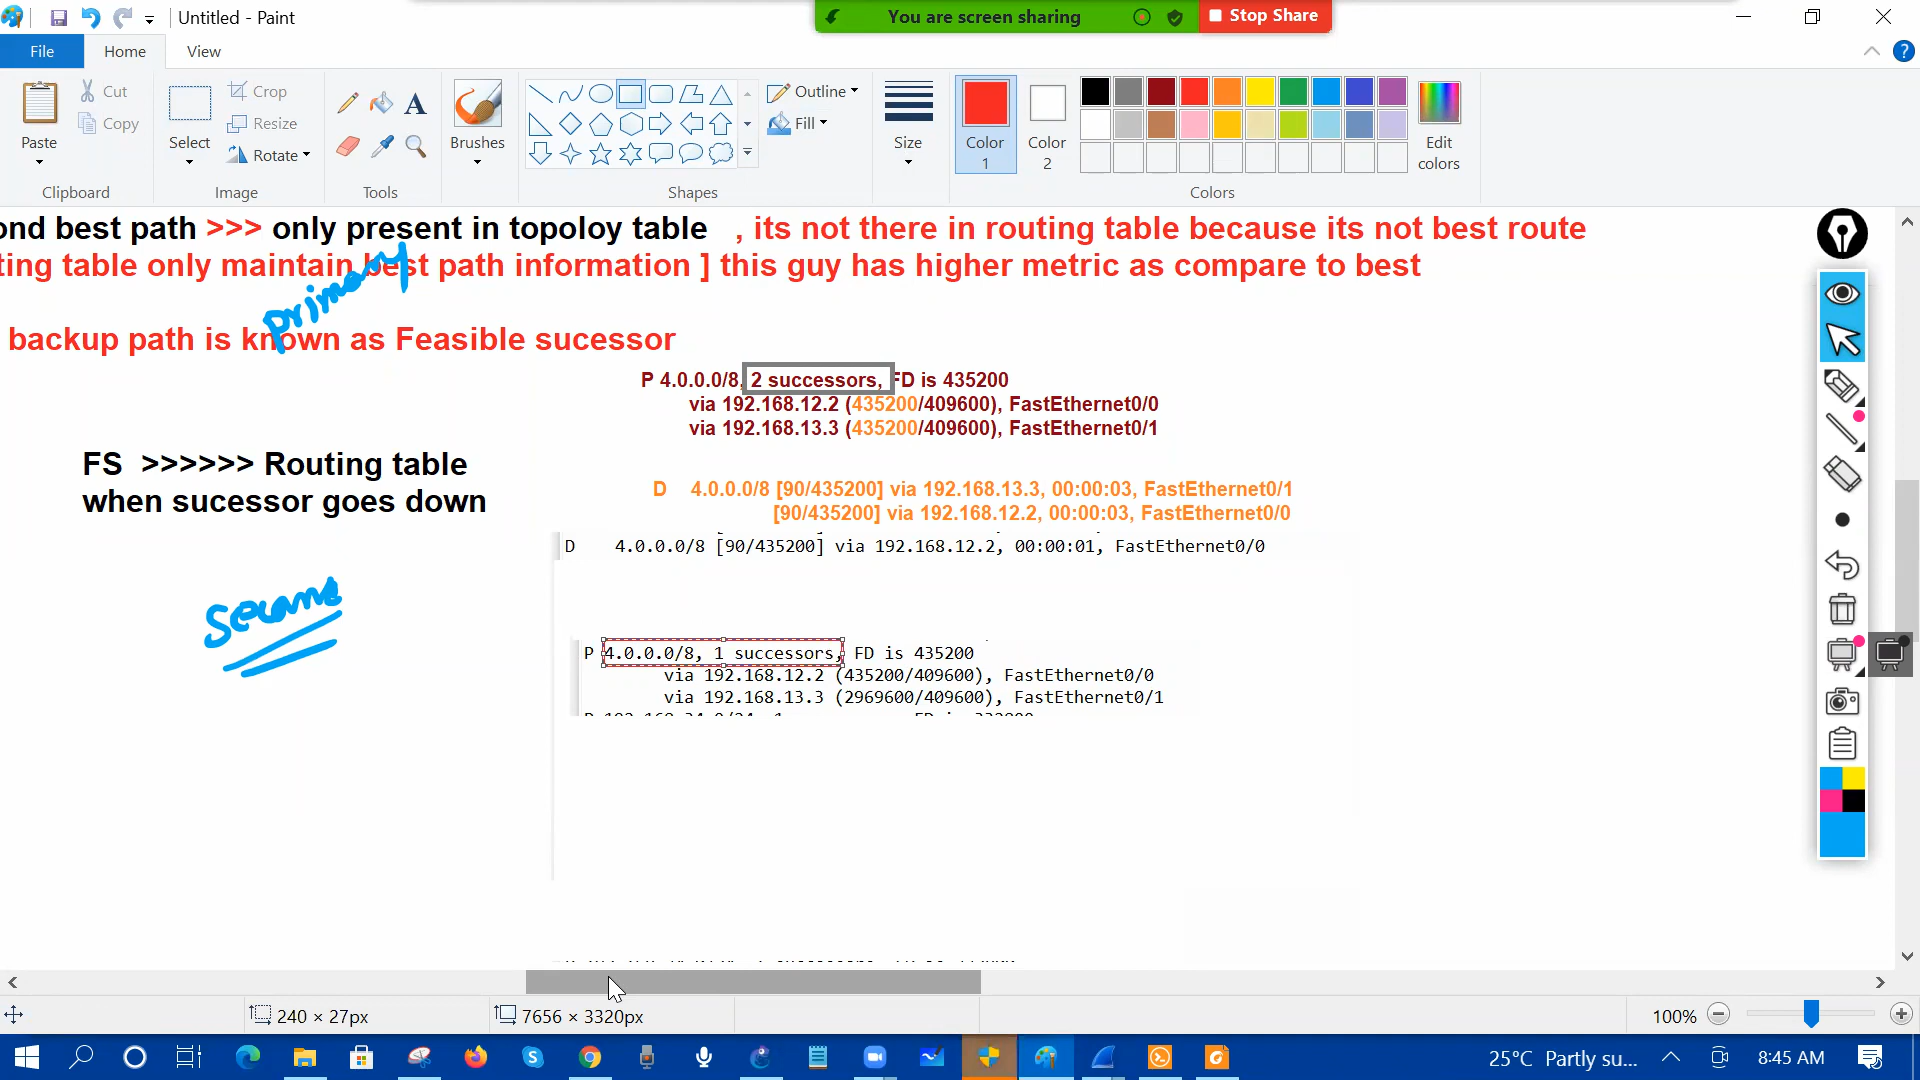 Untitled - Paint
You are screen sharing
Stop Share
File
Home
View
Paste
Cut
Copy
Clipboard
Select
Crop
Resize
Rotate
Image
Tools
Brushes
Shapes
Outline
Fill
Size
Color 1
Color 2
Edit colors
Colors
ond best path >>> only present in topoloy table , its not there in routing table because its not best route
ting table only maintain best path information ] this guy has higher metric as compare to best
primary
backup path is known as Feasible sucessor
P 4.0.0.0/8, 2 successors, FD is 435200
via 192.168.12.2 (435200/409600), FastEthernet0/0
via 192.168.13.3 (435200/409600), FastEthernet0/1
FS >>>>>> Routing table
when sucessor goes down
D 4.0.0.0/8 [90/435200] via 192.168.13.3, 00:00:03, FastEthernet0/1
[90/435200] via 192.168.12.2, 00:00:03, FastEthernet0/0
D 4.0.0.0/8 [90/435200] via 192.168.12.2, 00:00:01, FastEthernet0/0
P 4.0.0.0/8, 1 successors, FD is 435200
via 192.168.12.2 (435200/409600), FastEthernet0/0
via 192.168.13.3 (2969600/409600), FastEthernet0/1
240 × 27px
7656 × 3320px
100%
25°C Partly su...
8:45 AM